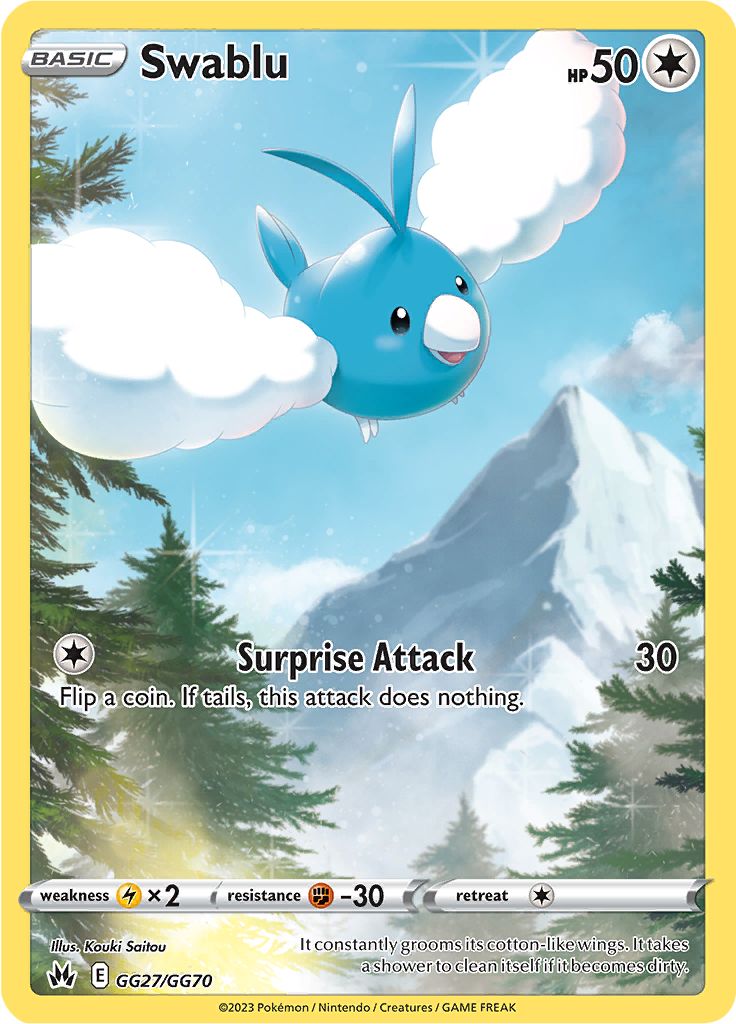 BASIC Swablu HP 50
Surprise Attack 30
Flip a coin. If tails, this attack does nothing.
weakness ×2 resistance -30 retreat
Illus. Kouki Saitou
It constantly grooms its cotton-like wings. It takes
a shower to clean itself if it becomes dirty.
E GG27/GG70
©2023 Pokémon / Nintendo / Creatures / GAME FREAK